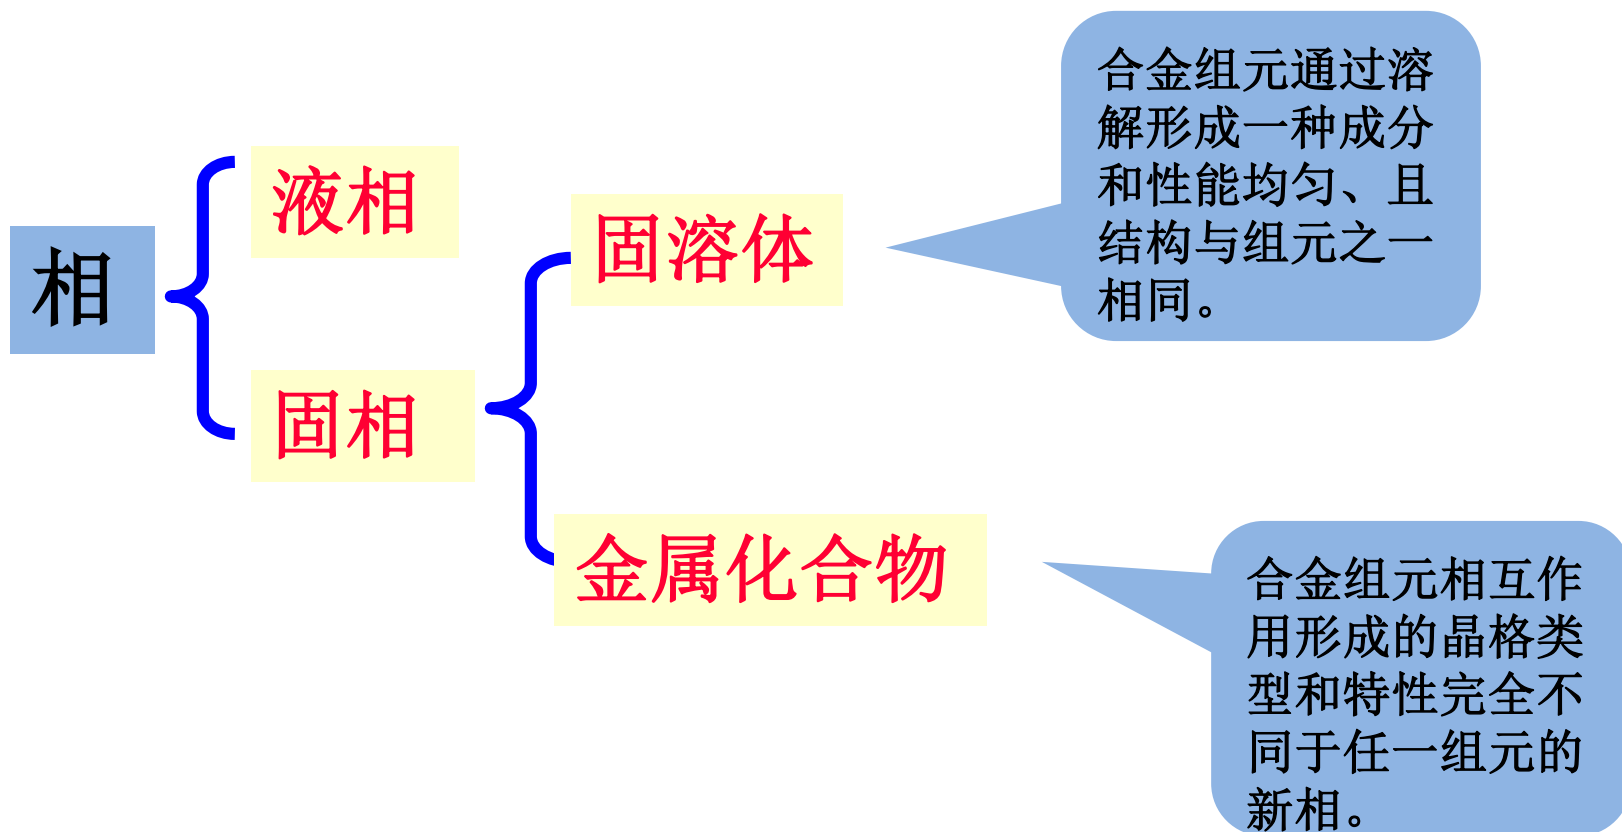 相
液相
固相
固溶体
金属化合物
合金组元通过溶
解形成一种成分
和性能均匀、且
结构与组元之一
相同。
合金组元相互作
用形成的晶格类
型和特性完全不
同于任一组元的
新相。